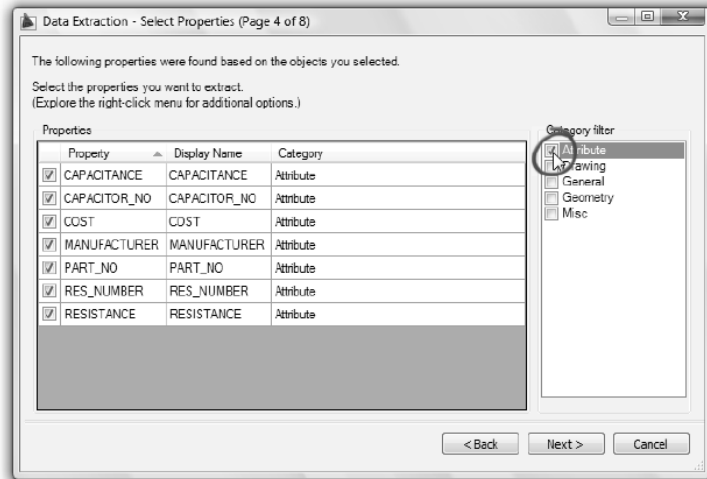 Data Extraction - Select Properties (Page 4 of 8)
The following properties were found based on the objects you selected.
Select the properties you want to extract.
(Explore the right-click menu for additional options.)
Properties
Property Display Name Category
CAPACITANCE CAPACITANCE Attribute
CAPACITOR_NO CAPACITOR_NO Attribute
COST COST Attribute
MANUFACTURER MANUFACTURER Attribute
PART_NO PART_NO Attribute
RES_NUMBER RES_NUMBER Attribute
RESISTANCE RESISTANCE Attribute
Category filter
Attribute
Drawing
General
Geometry
Misc
< Back Next > Cancel